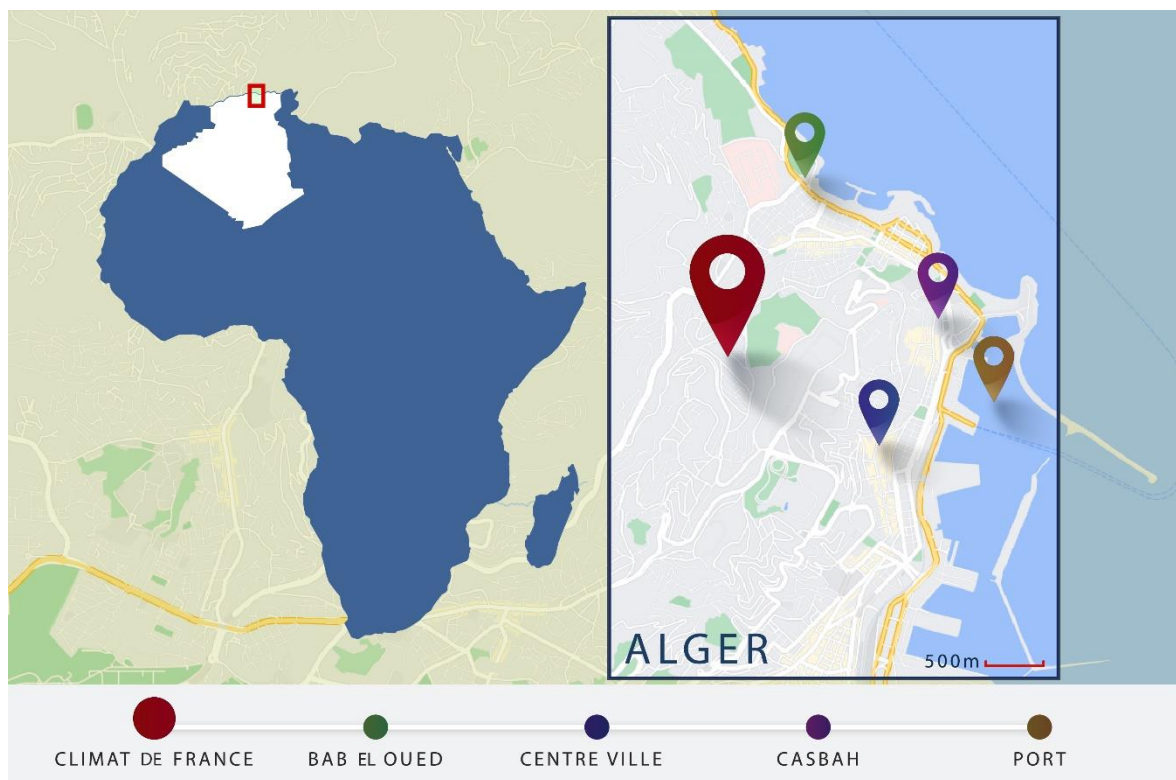 ALGER
500m
CLIMAT DE FRANCE
BAB EL OUED
CENTRE VILLE
CASBAH
PORT